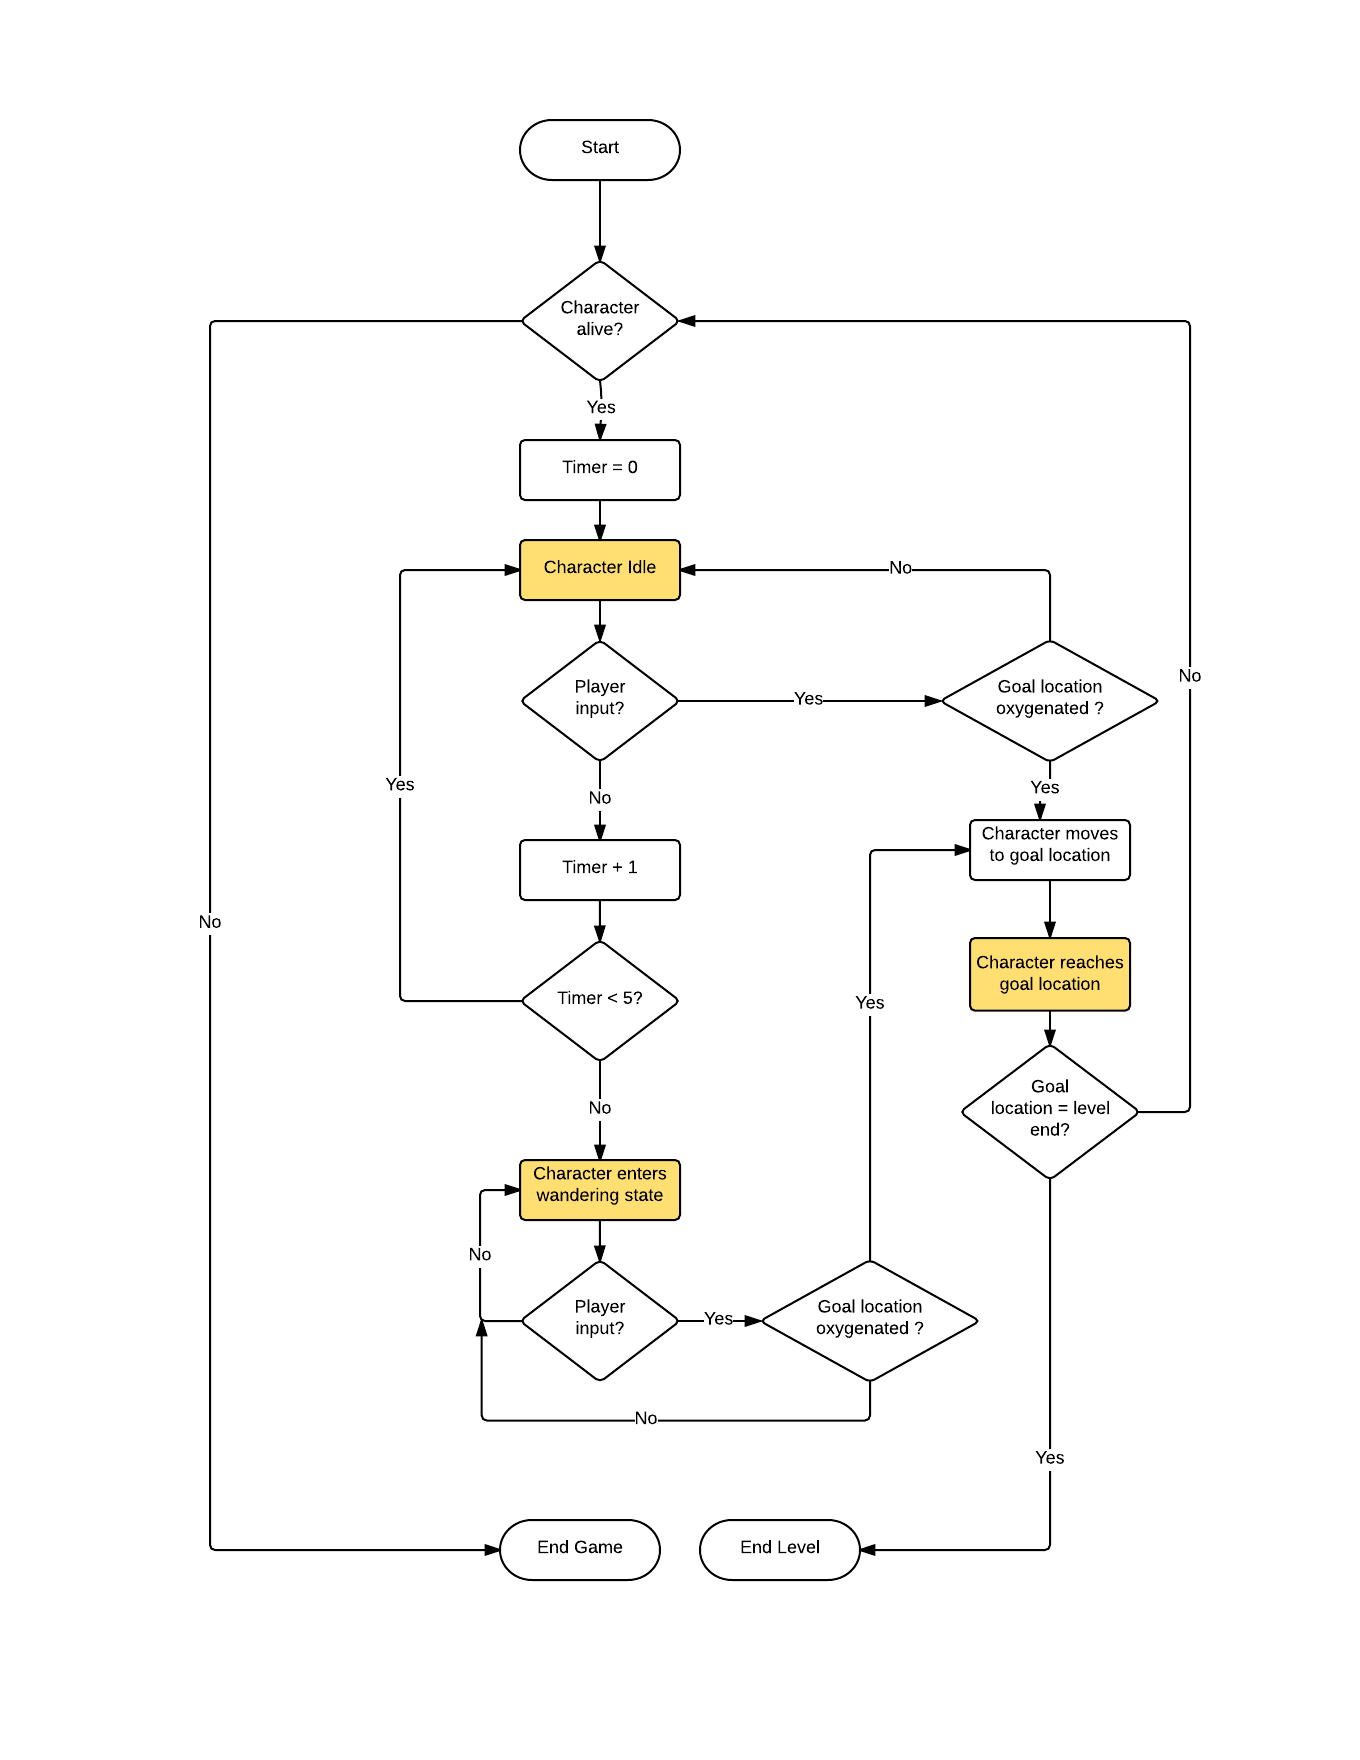 Start
Character
alive?
Yes
Timer = 0
Character Idle
No
Player
input?
Yes
Goal location
oxygenated ?
No
Yes
No
Yes
Timer + 1
Character moves
to goal location
No
Timer < 5?
Yes
Character reaches
goal location
No
Goal
location = level
end?
Character enters
wandering state
No
Player
input?
Yes
Goal location
oxygenated ?
No
Yes
End Game
End Level